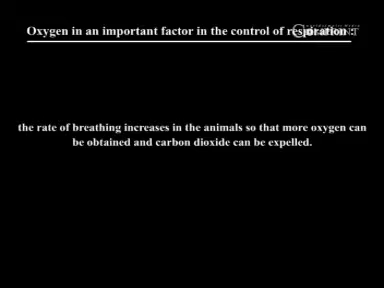 Oxygen in an important factor in the control of respiration :
the rate of breathing increases in the animals so that more oxygen can
be obtained and carbon dioxide can be expelled.